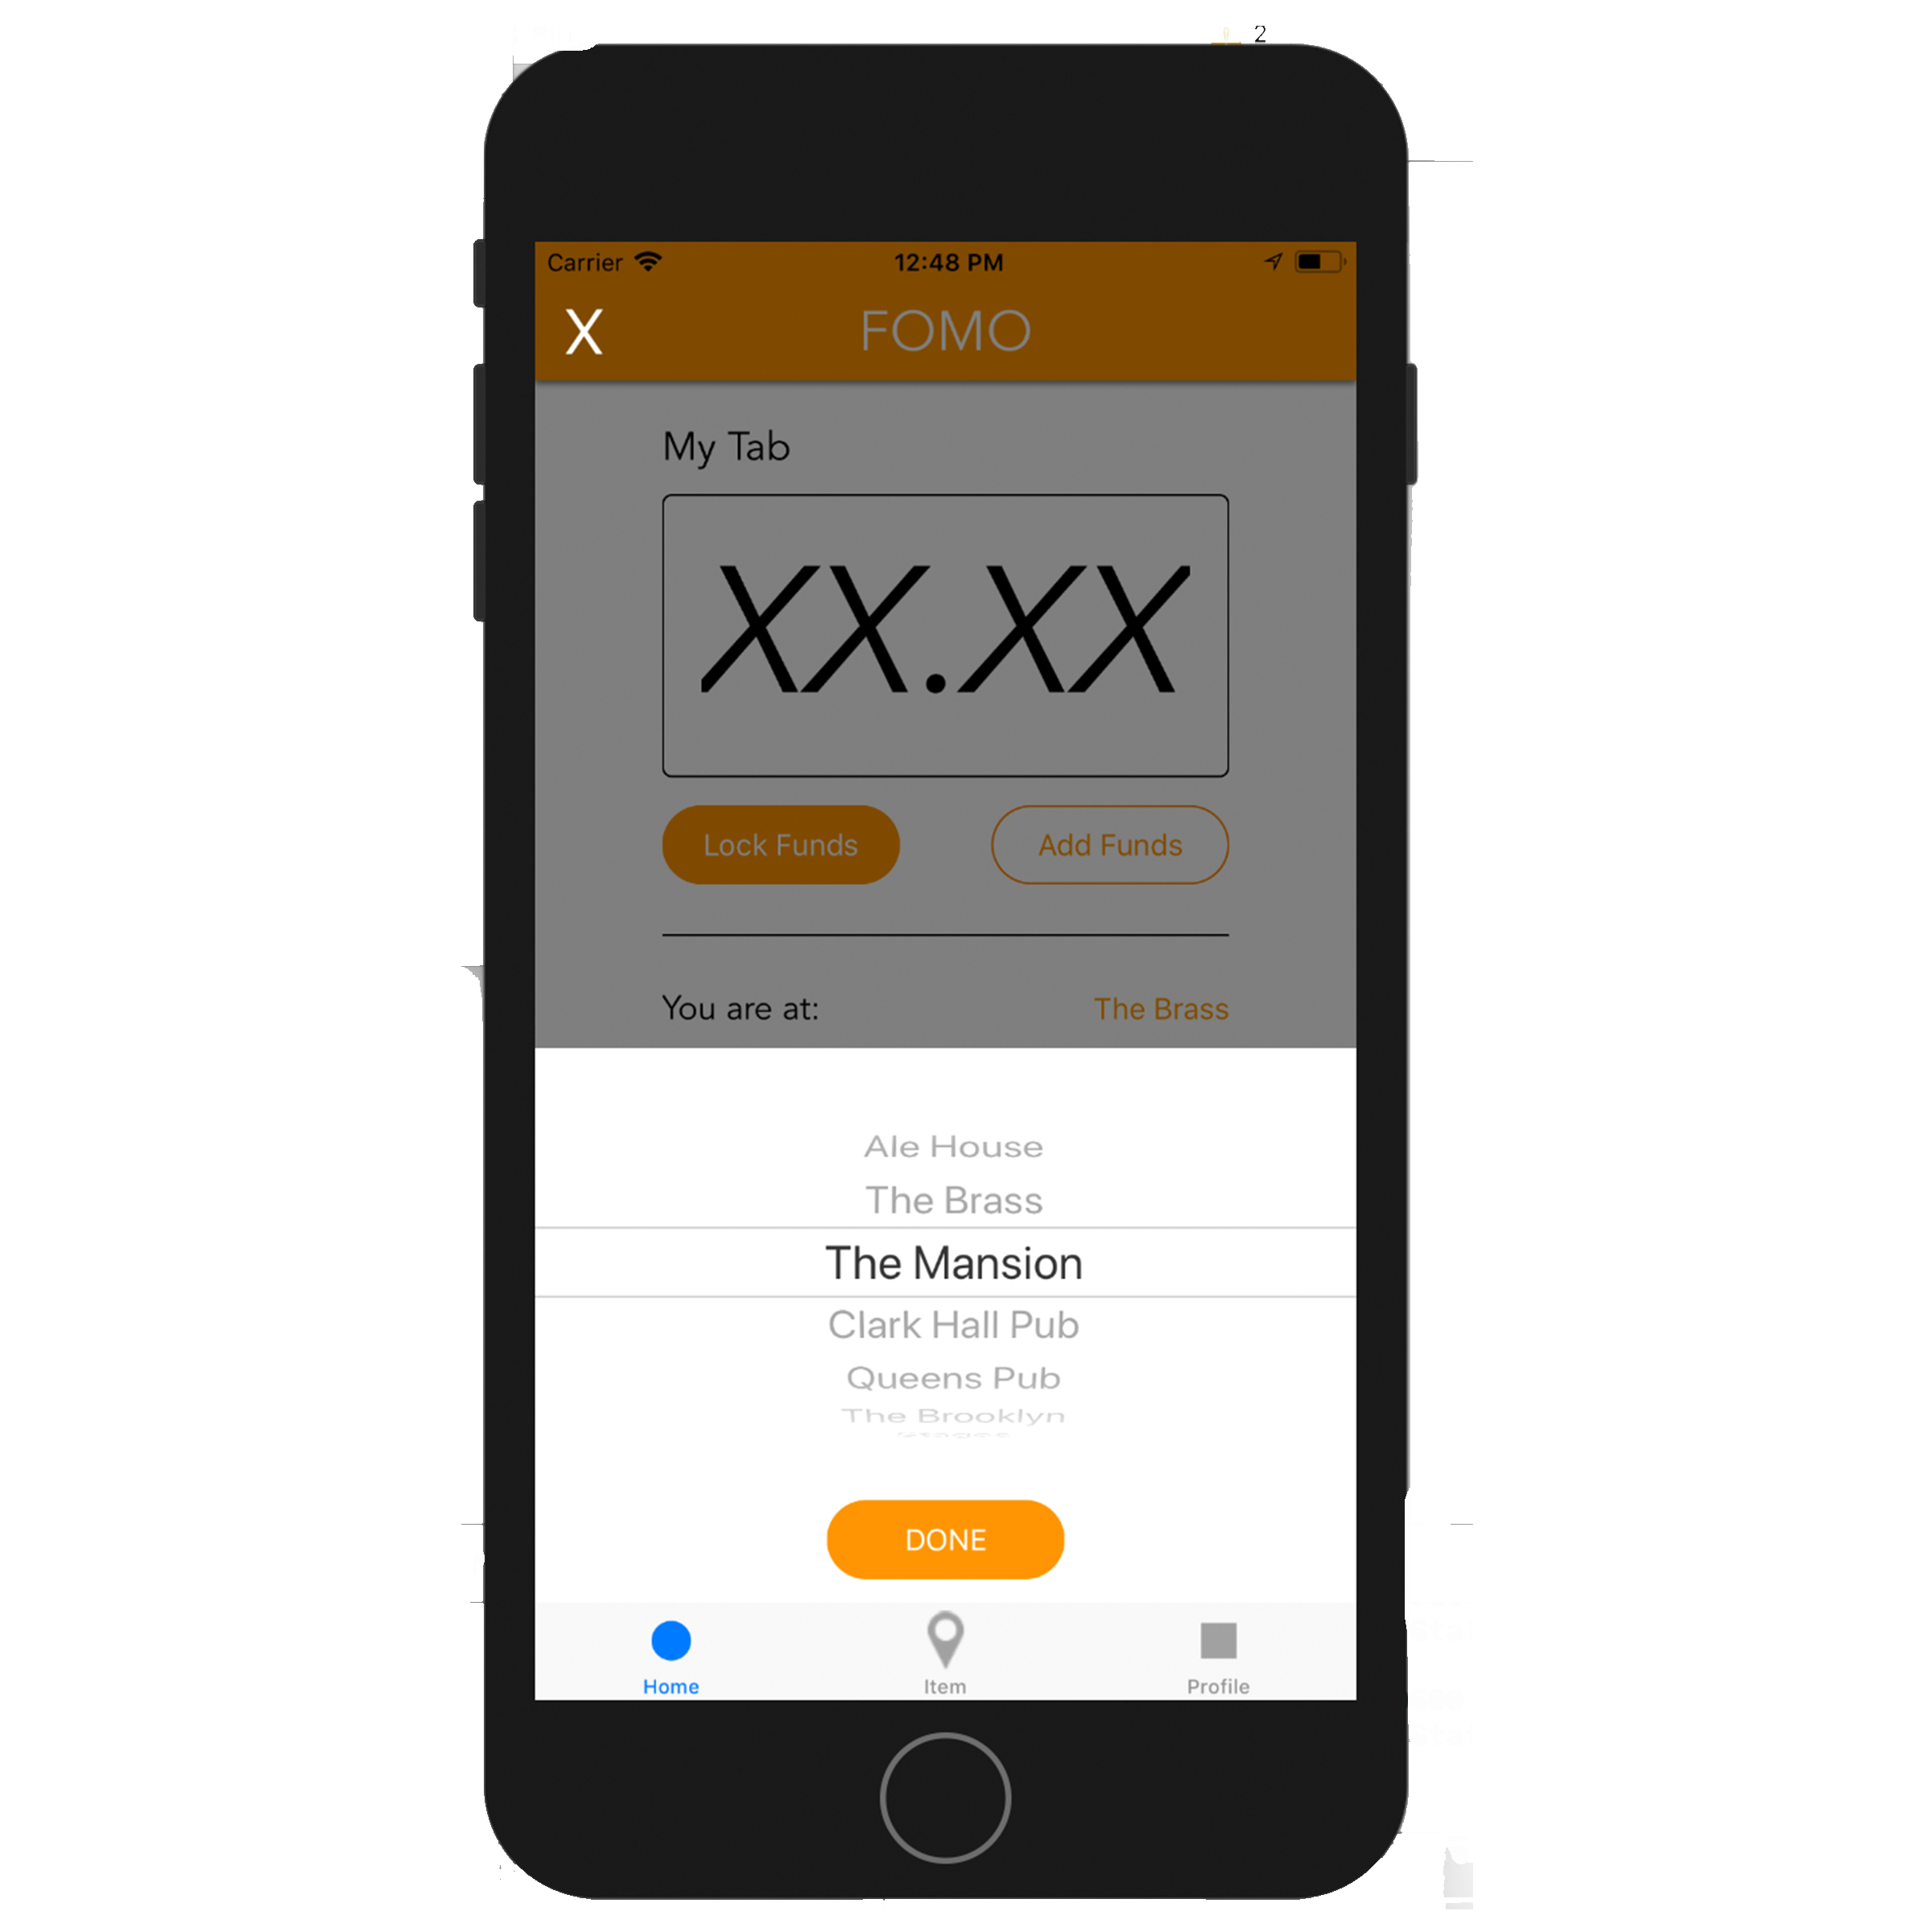 2
Carrier 12:48 PM
X FOMO
My Tab
XX.XX
Lock Funds Add Funds
You are at: The Brass
Ale House
The Brass
The Mansion
Clark Hall Pub
Queens Pub
The Brooklyn
DONE
Home Item Profile